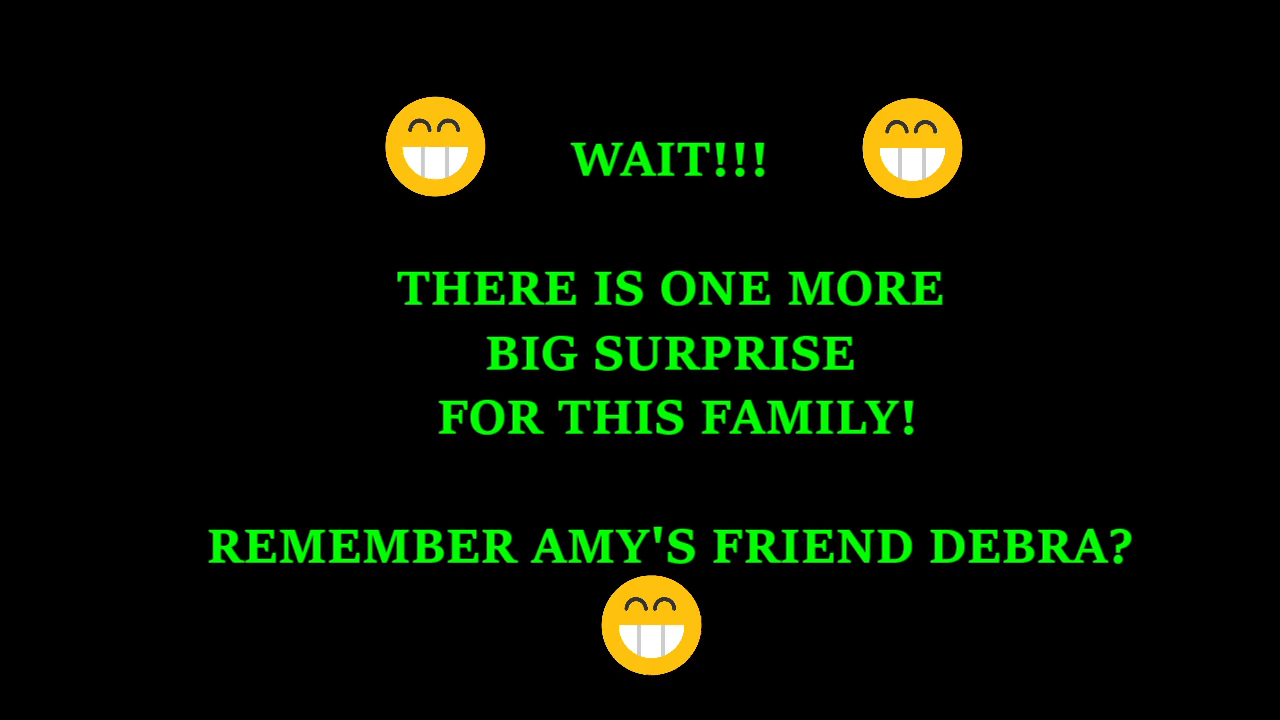 WAIT!!!
THERE IS ONE MORE
BIG SURPRISE
FOR THIS FAMILY!
REMEMBER AMY'S FRIEND DEBRA?